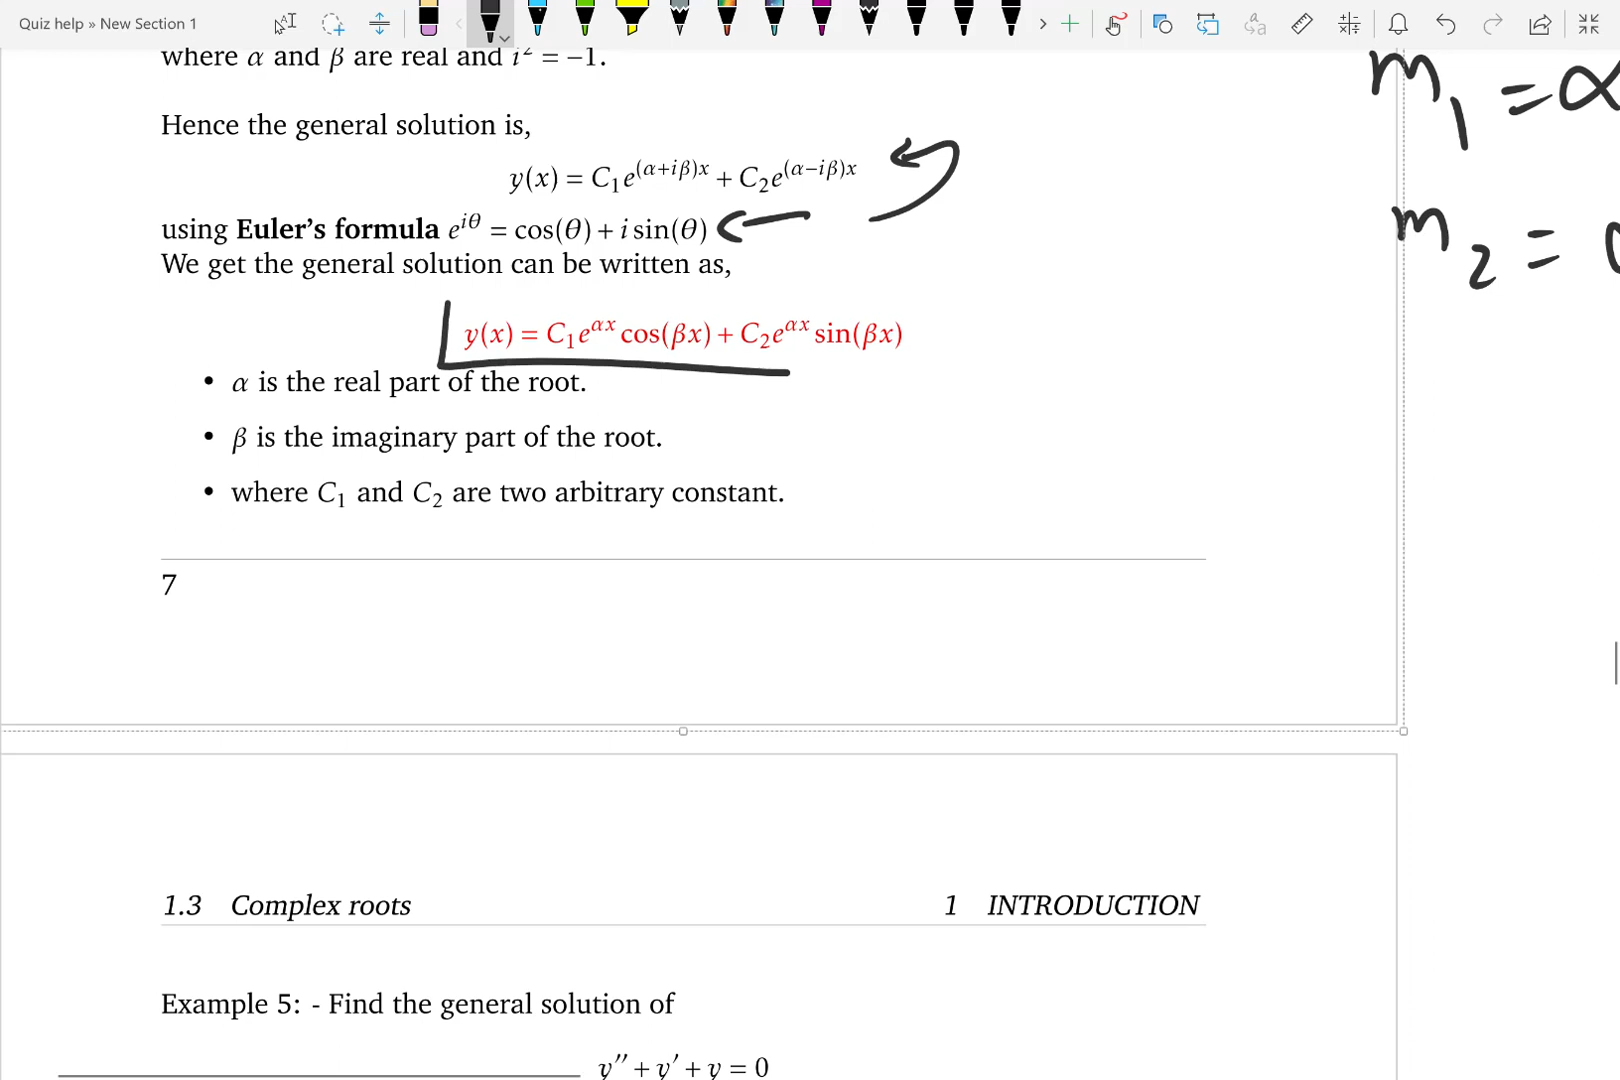 Quiz help » New Section 1
where α and β are real and i² = −1.
m₁ = α
Hence the general solution is,
y(x) = C₁e^(α+iβ)x + C₂e^(α−iβ)x
using Euler's formula e^iθ = cos(θ) + i sin(θ)
m₂ =
We get the general solution can be written as,
y(x) = C₁e^αx cos(βx) + C₂e^αx sin(βx)
• α is the real part of the root.
• β is the imaginary part of the root.
• where C₁ and C₂ are two arbitrary constant.
7
1.3 Complex roots 1 INTRODUCTION
Example 5: - Find the general solution of
y′′ + y′ + y = 0